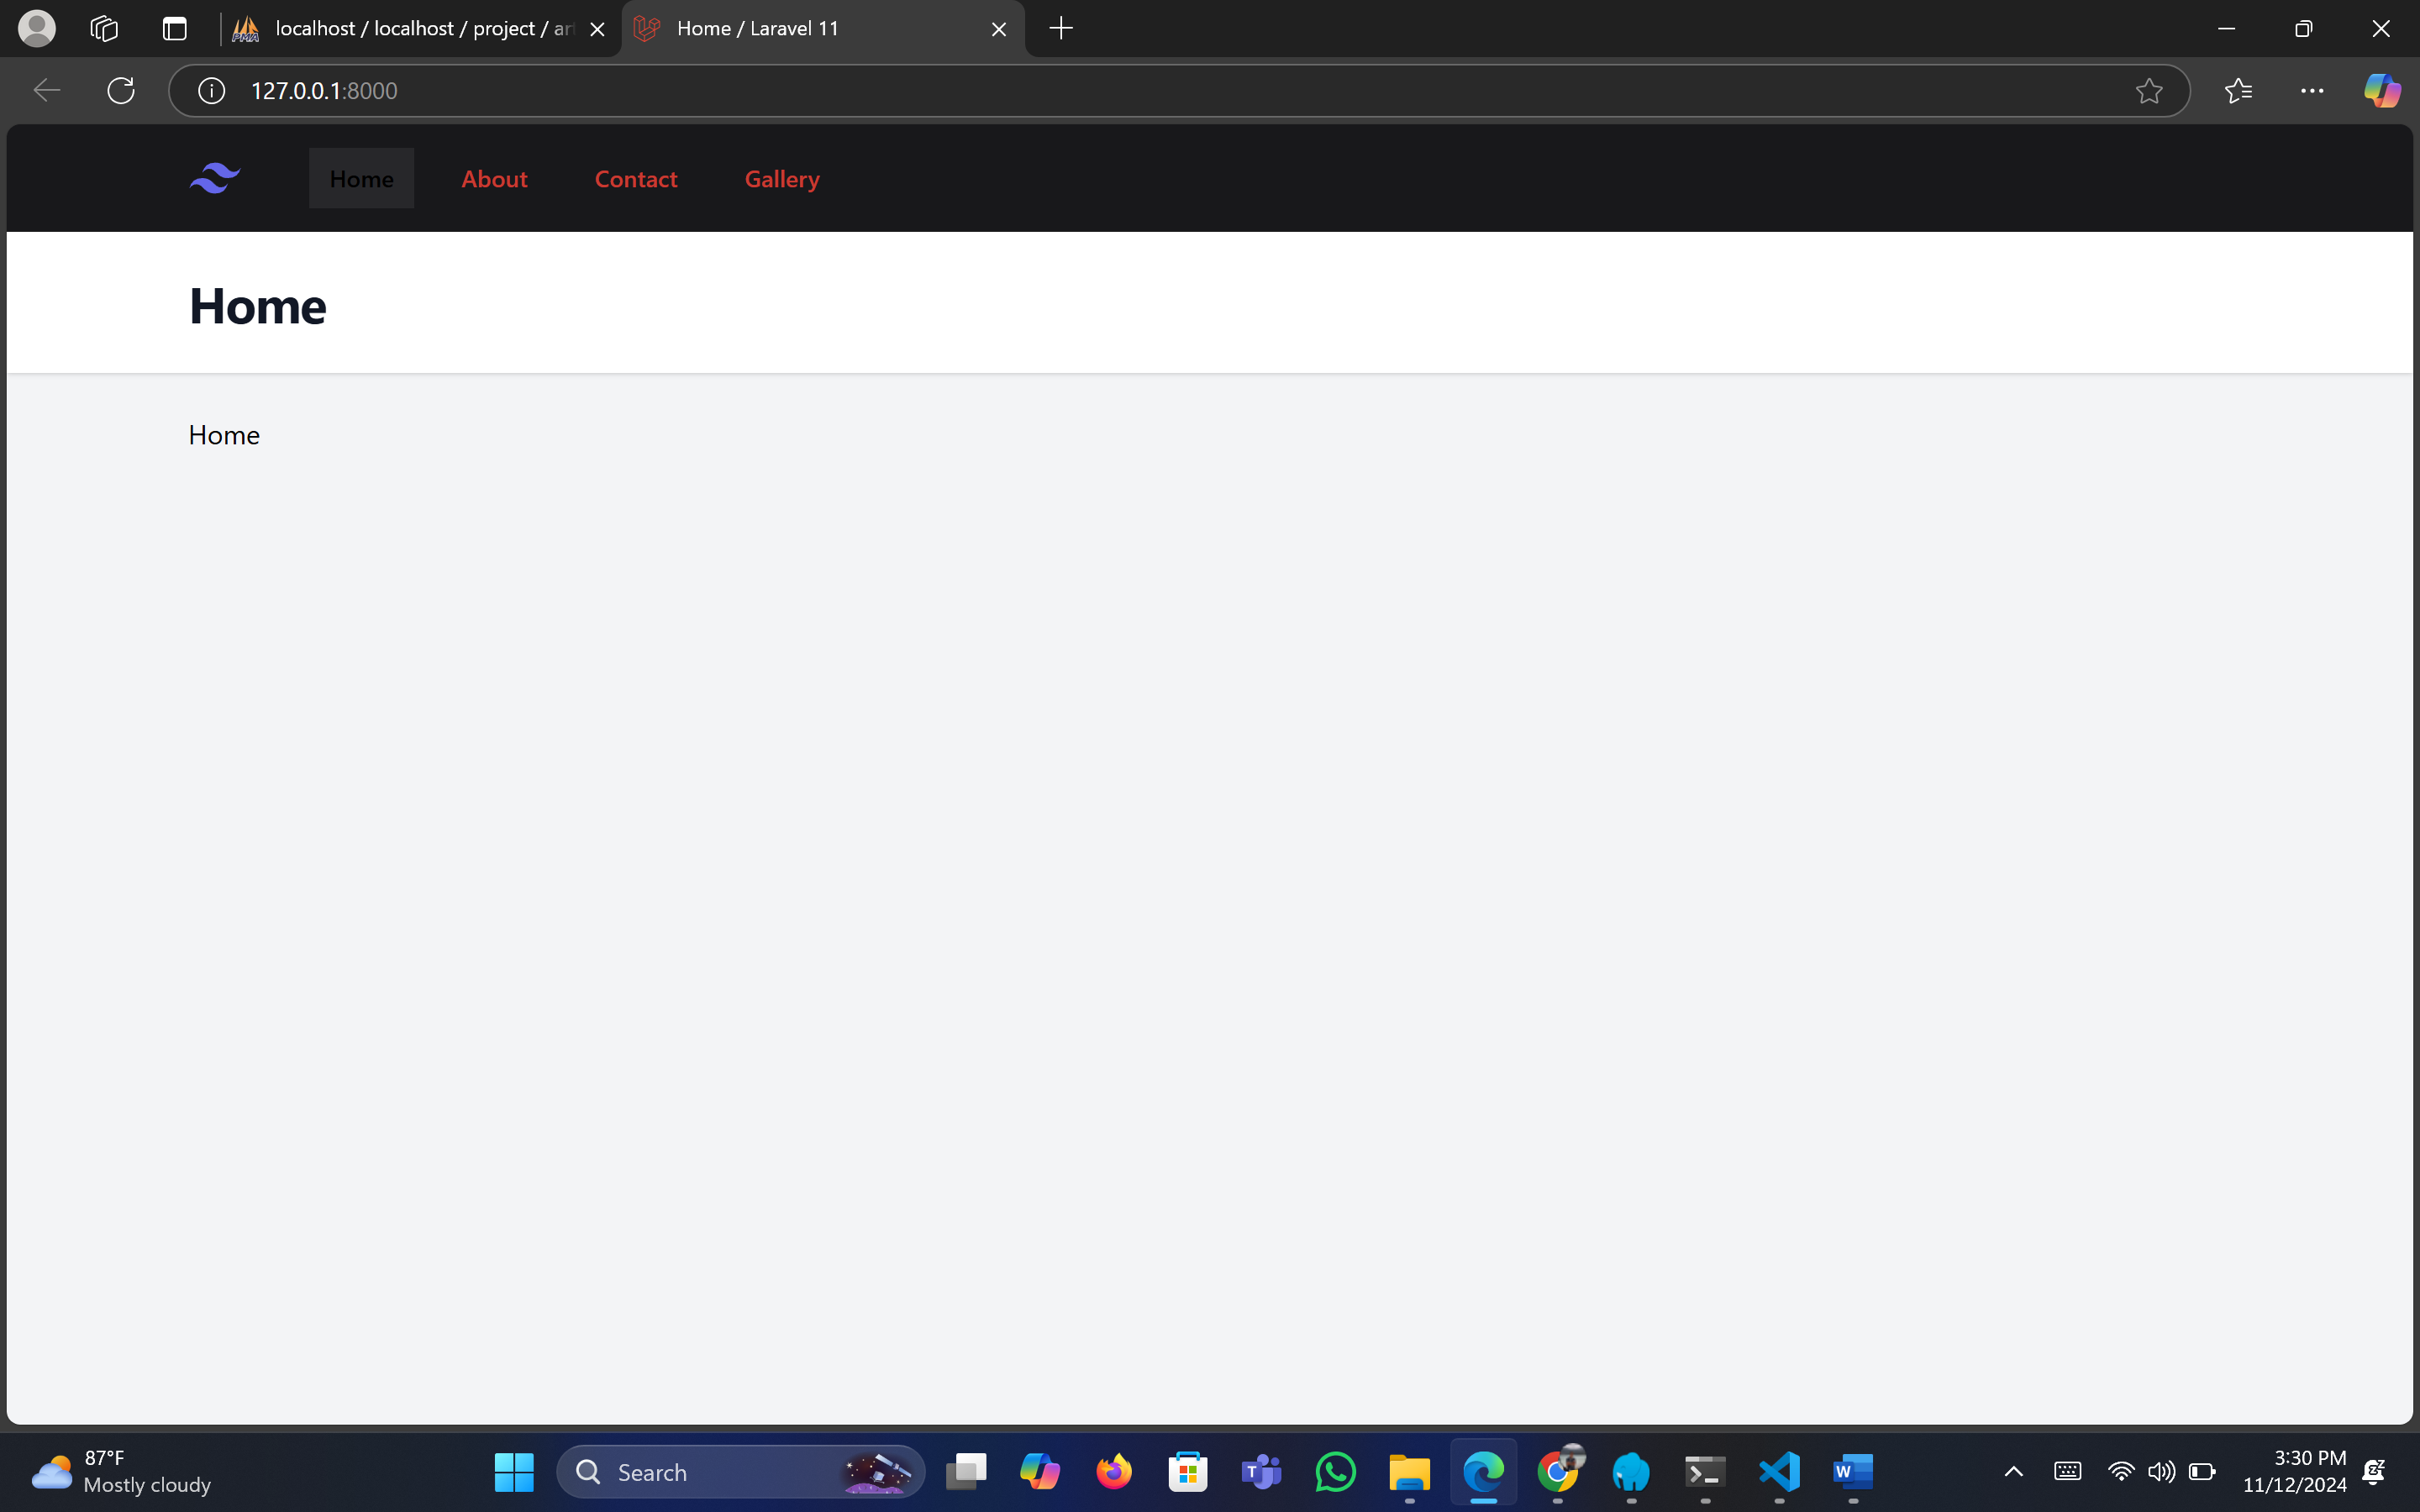 localhost / localhost / project / ar
Home / Laravel 11
127.0.0.1:8000
Home
About
Contact
Gallery
Home
Home
87°F
Mostly cloudy
Search
3:30 PM
11/12/2024